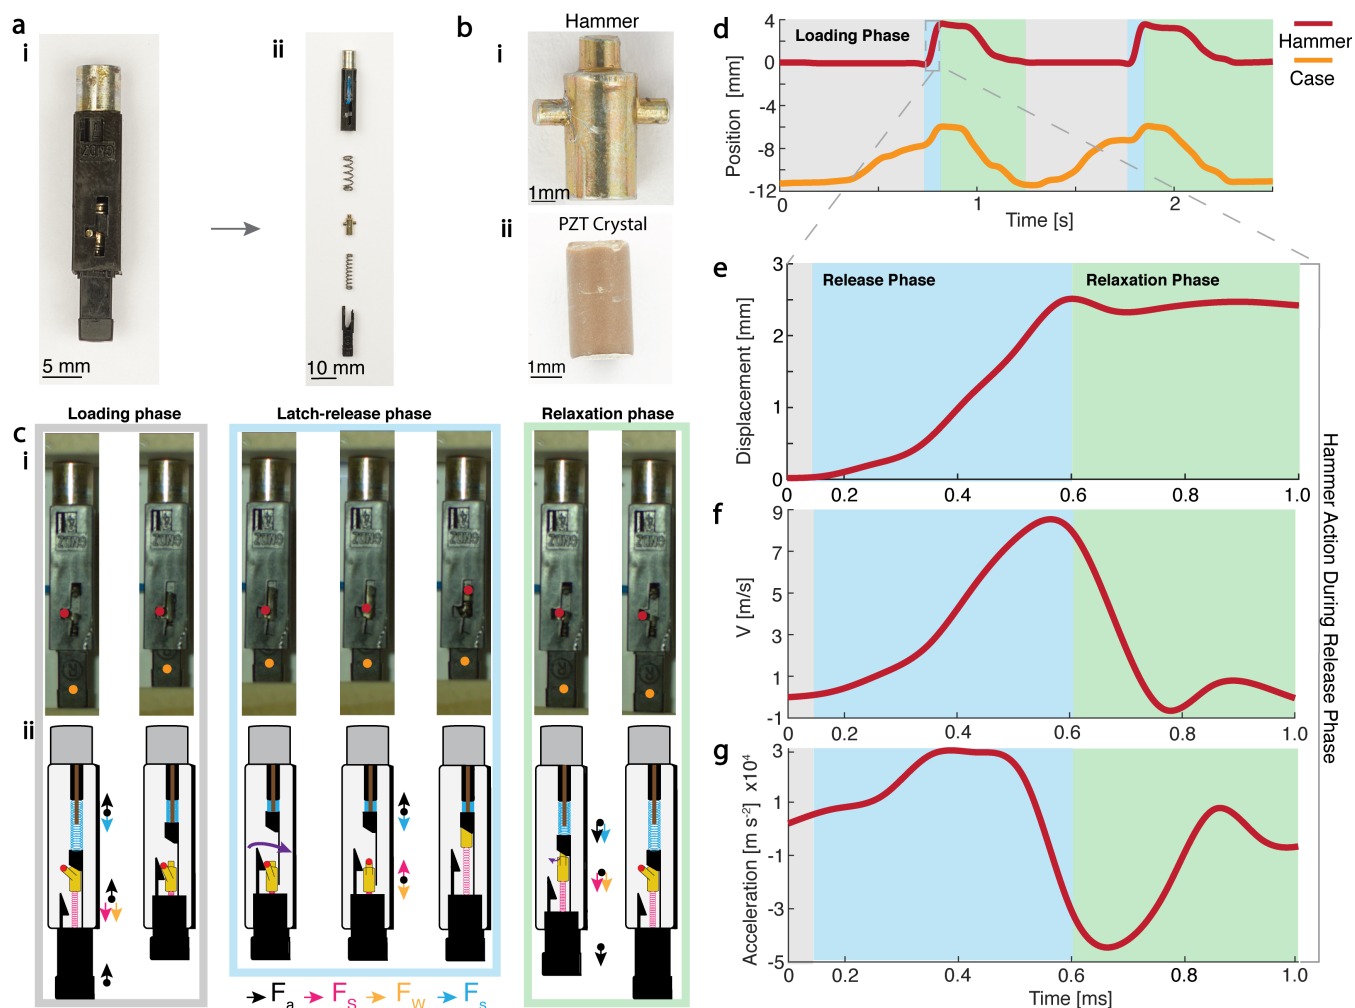 a
i
ii
5 mm
10 mm
b
Hammer
i
1mm
ii
PZT Crystal
1mm
c
Loading phase
Latch-release phase
Relaxation phase
i
ii
F
a
F
S
F
W
F
s
d
Loading Phase
Hammer
Case
Position [mm]
4
0
-4
-8
-12
0
1
2
Time [s]
e
Release Phase
Relaxation Phase
Displacement [mm]
3
2
1
0
0
0.2
0.4
0.6
0.8
1.0
f
V [m/s]
9
7
5
3
1
-1
0
0.2
0.4
0.6
0.8
1.0
g
Acceleration [m s-2] x10⁴
3
1
-1
-3
-5
0
0.2
0.4
0.6
0.8
1.0
Time [ms]
Hammer Action During Release Phase